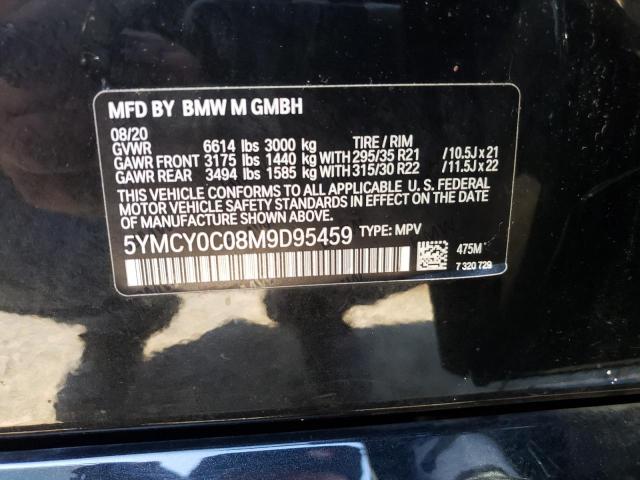 MFD BY BMW M GMBH
08/20
GVWR 6614 lbs 3000 kg TIRE / RIM
GAWR FRONT 3175 lbs 1440 kg WITH 295/35 R21 / 10.5J x 21
GAWR REAR 3494 lbs 1585 kg WITH 315/30 R22 / 11.5J x 22
THIS VEHICLE CONFORMS TO ALL APPLICABLE U. S. FEDERAL
MOTOR VEHICLE SAFETY STANDARDS IN EFFECT ON THE DATE
OF MANUFACTURE SHOWN ABOVE.
5YMCY0C08M9D95459 TYPE: MPV
475M
7 320 729